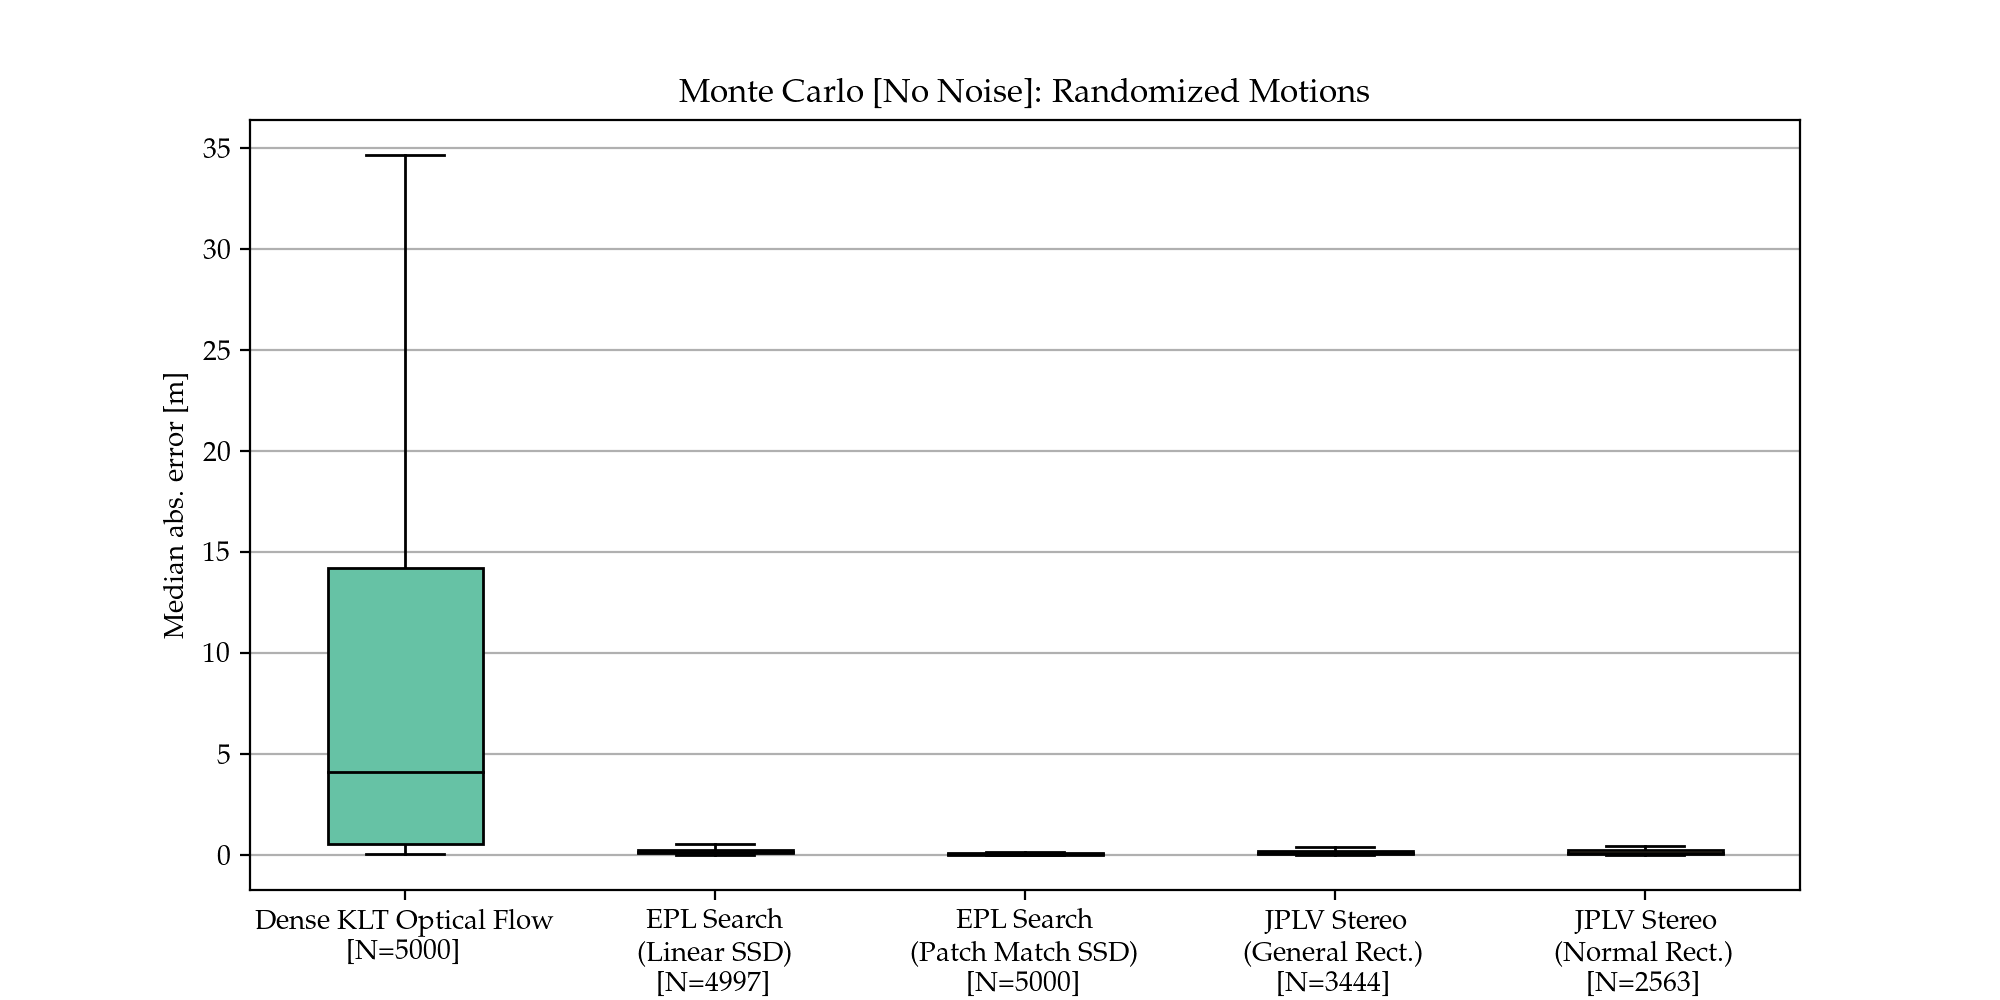 Monte Carlo [No Noise]: Randomized Motions
Median abs. error [m]
35
30
25
20
15
10
5
0
Dense KLT Optical Flow
[N=5000]
EPL Search
(Linear SSD)
[N=4997]
EPL Search
(Patch Match SSD)
[N=5000]
JPLV Stereo
(General Rect.)
[N=3444]
JPLV Stereo
(Normal Rect.)
[N=2563]